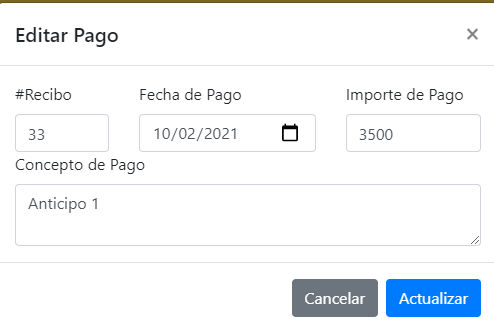 Editar Pago ×
#Recibo Fecha de Pago Importe de Pago
33 10/02/2021 3500
Concepto de Pago
Anticipo 1
Cancelar Actualizar